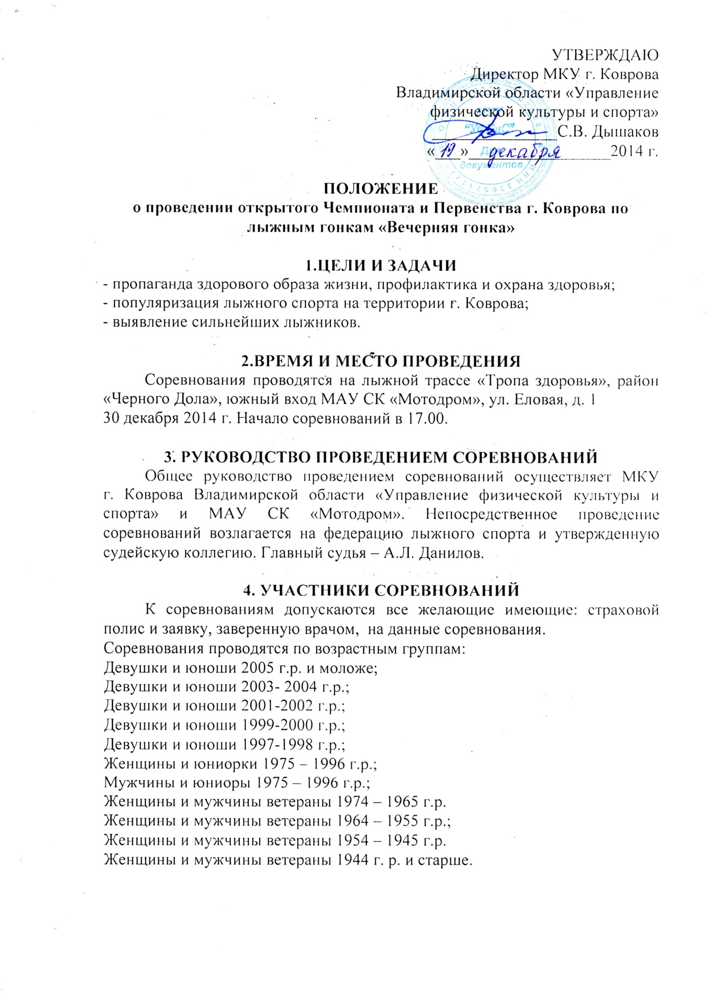 УТВЕРЖДАЮ
Директор МКУ г. Коврова
Владимирской области «Управление
физической культуры и спорта»
С.В. Дышаков
«19» декабря 2014 г.
Для
документов
ПОЛОЖЕНИЕ
о проведении открытого Чемпионата и Первенства г. Коврова по
лыжным гонкам «Вечерняя гонка»
1.ЦЕЛИ И ЗАДАЧИ
- пропаганда здорового образа жизни, профилактика и охрана здоровья;
- популяризация лыжного спорта на территории г. Коврова;
- выявление сильнейших лыжников.
2.ВРЕМЯ И МЕСТО ПРОВЕДЕНИЯ
Соревнования проводятся на лыжной трассе «Тропа здоровья», район
«Черного Дола», южный вход МАУ СК «Мотодром», ул. Еловая, д. 1
30 декабря 2014 г. Начало соревнований в 17.00.
3. РУКОВОДСТВО ПРОВЕДЕНИЕМ СОРЕВНОВАНИЙ
Общее руководство проведением соревнований осуществляет МКУ
г. Коврова Владимирской области «Управление физической культуры и
спорта» и МАУ СК «Мотодром». Непосредственное проведение
соревнований возлагается на федерацию лыжного спорта и утвержденную
судейскую коллегию. Главный судья – А.Л. Данилов.
4. УЧАСТНИКИ СОРЕВНОВАНИЙ
К соревнованиям допускаются все желающие имеющие: страховой
полис и заявку, заверенную врачом, на данные соревнования.
Соревнования проводятся по возрастным группам:
Девушки и юноши 2005 г.р. и моложе;
Девушки и юноши 2003- 2004 г.р.;
Девушки и юноши 2001-2002 г.р.;
Девушки и юноши 1999-2000 г.р.;
Девушки и юноши 1997-1998 г.р.;
Женщины и юниорки 1975 – 1996 г.р.;
Мужчины и юниоры 1975 – 1996 г.р.;
Женщины и мужчины ветераны 1974 – 1965 г.р.
Женщины и мужчины ветераны 1964 – 1955 г.р.;
Женщины и мужчины ветераны 1954 – 1945 г.р.
Женщины и мужчины ветераны 1944 г. р. и старше.